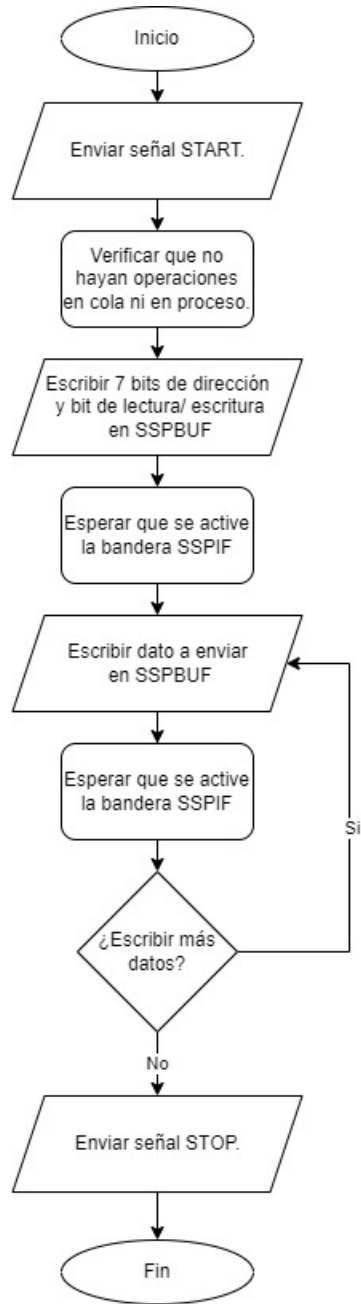 Inicio
Enviar señal START.
Verificar que no
hayan operaciones
en cola ni en proceso.
Escribir 7 bits de dirección
y bit de lectura/ escritura
en SSPBUF
Esperar que se active
la bandera SSPIF
Escribir dato a enviar
en SSPBUF
Esperar que se active
la bandera SSPIF
Si
¿Escribir más
datos?
No
Enviar señal STOP.
Fin